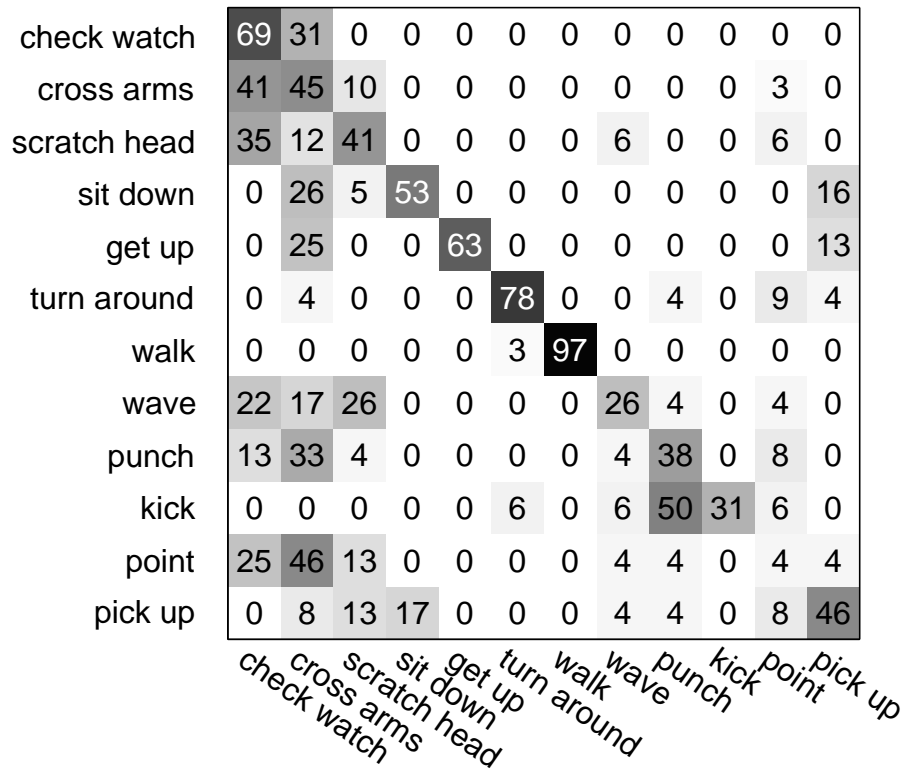 check watch 69 31 0 0 0 0 0 0 0 0 0 0
cross arms 41 45 10 0 0 0 0 0 0 0 3 0
scratch head 35 12 41 0 0 0 0 6 0 0 6 0
sit down 0 26 5 53 0 0 0 0 0 0 0 16
get up 0 25 0 0 63 0 0 0 0 0 0 13
turn around 0 4 0 0 0 78 0 0 4 0 9 4
walk 0 0 0 0 0 3 97 0 0 0 0 0
wave 22 17 26 0 0 0 0 26 4 0 4 0
punch 13 33 4 0 0 0 0 4 38 0 8 0
kick 0 0 0 0 0 6 0 6 50 31 6 0
point 25 46 13 0 0 0 0 4 4 0 4 4
pick up 0 8 13 17 0 0 0 4 4 0 8 46
check watch
cross arms
scratch head
sit down
get up
turn around
walk
wave
punch
kick
point
pick up